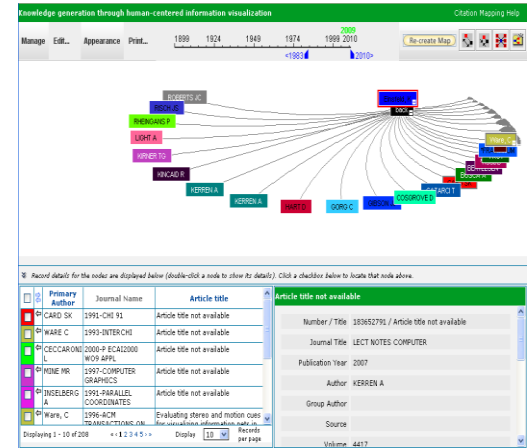 Knowledge generation through human-centered information visualization Citation Mapping Help
2009
Manage Edit... Appearance Print... 1899 1924 1949 1974 1999 2010 Re-create Map
<1983 2010>
ROBERTS JC
RISCH JS
RHEINGANS P
LIGHT A
Ware, C
KIRNER TG
KINCAID R
KERREN A
KERREN A
HART D
GORG C
GIBSON
COSGROVE D
CATARCI T
Record details for the nodes are displayed below (double-click a node to show its details). Click a checkbox below to locate that node above.
Primary Author Journal Name Article title
CARD SK 1991-CHI 91 Article title not available
WARE C 1993-INTERCHI Article title not available
CECCARONI L 2000-P ECAI2000 WO9 APPL Article title not available
MINE MR 1997-COMPUTER GRAPHICS Article title not available
INSELBERG A 1991-PARALLEL COORDINATES Article title not available
Ware, C 1996-ACM TRANSACTIONS ON Evaluating stereo and motion cues for visualizing information nets in
Displaying 1 - 10 of 208 << 1 2 3 4 5 > > Display 10 Records per page
Article title not available
Number / Title 183652791 / Article title not available
Journal Title LECT NOTES COMPUTER
Publication Year 2007
Author KERREN A
Group Author
Source
Volume 4417